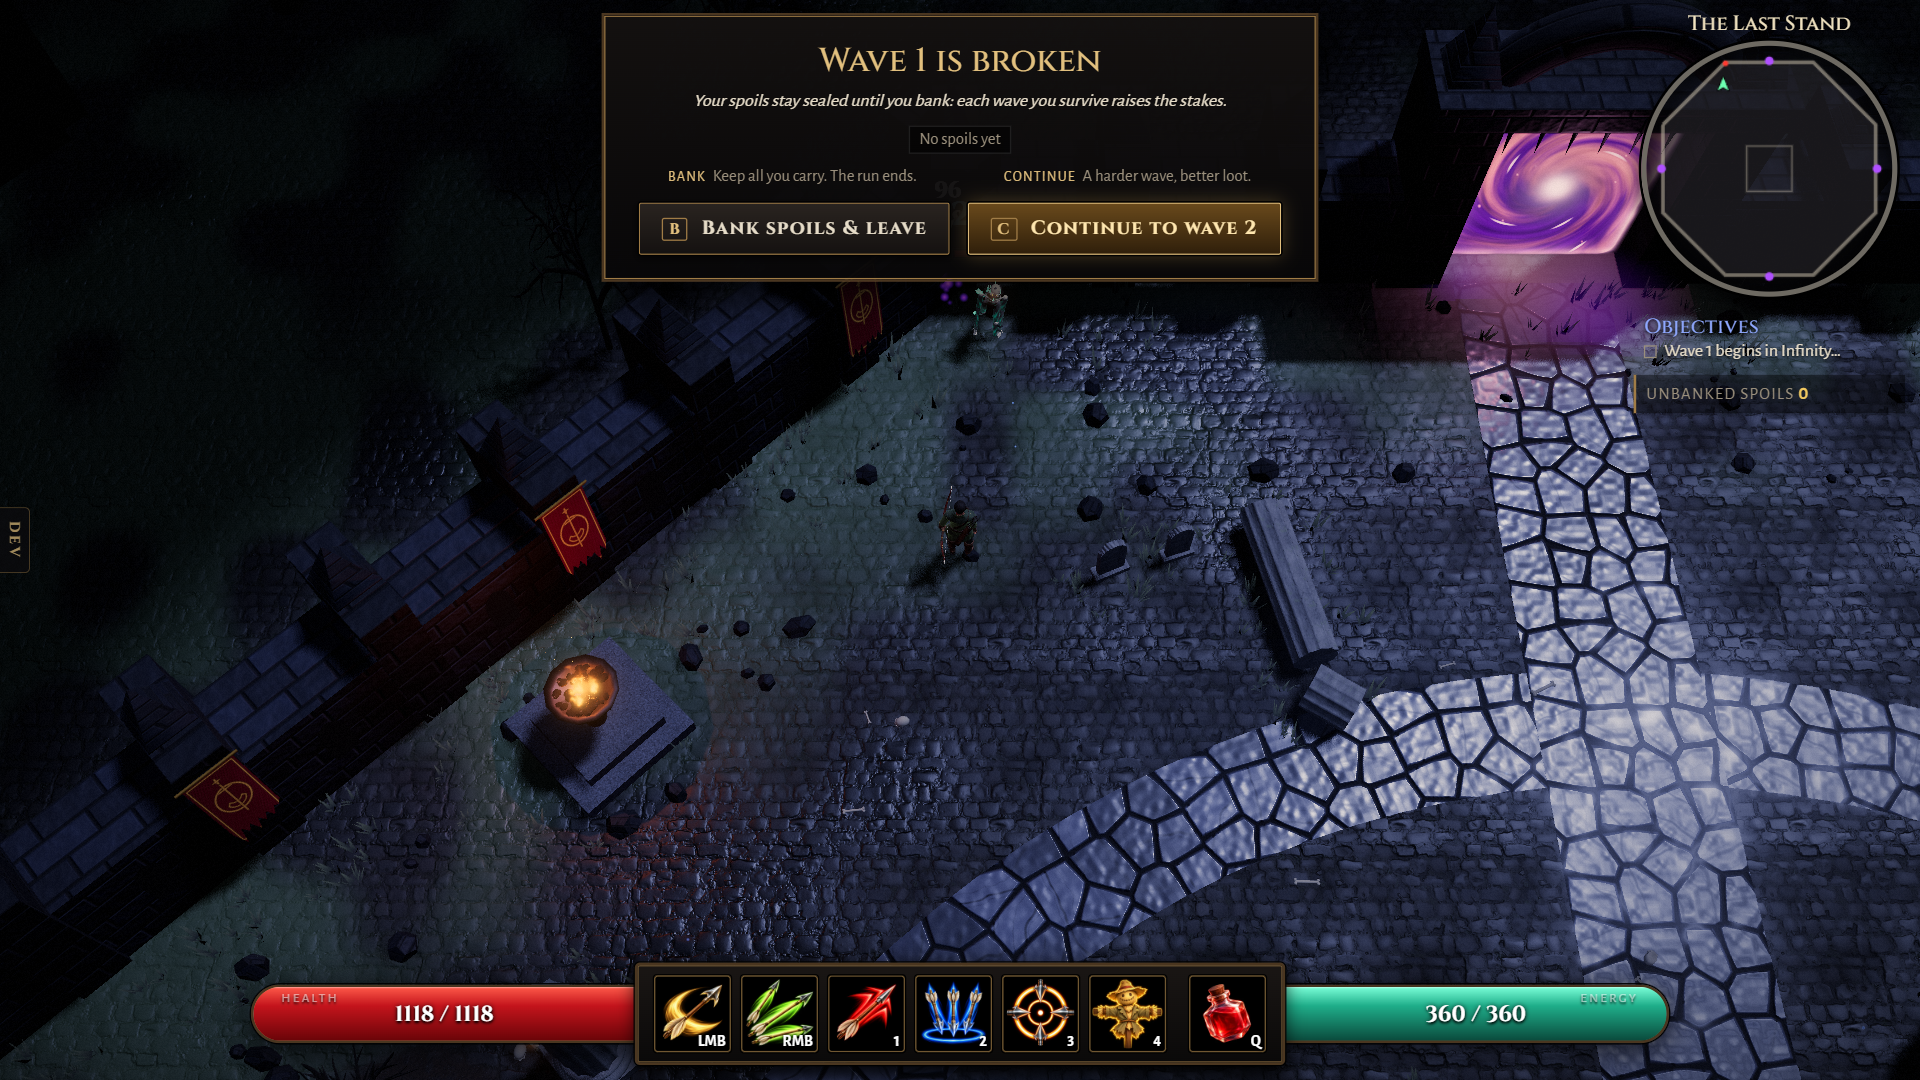 Wave 1 is broken
Your spoils stay sealed until you bank: each wave you survive raises the stakes.
No spoils yet
BANK Keep all you carry. The run ends.
CONTINUE A harder wave, better loot.
96
B Bank spoils & leave
C Continue to wave 2
The Last Stand
Objectives
Wave 1 begins in Infinity...
UNBANKED SPOILS 0
DEV
HEALTH
1118 / 1118
LMB
RMB
1
2
3
4
Q
ENERGY
360 / 360